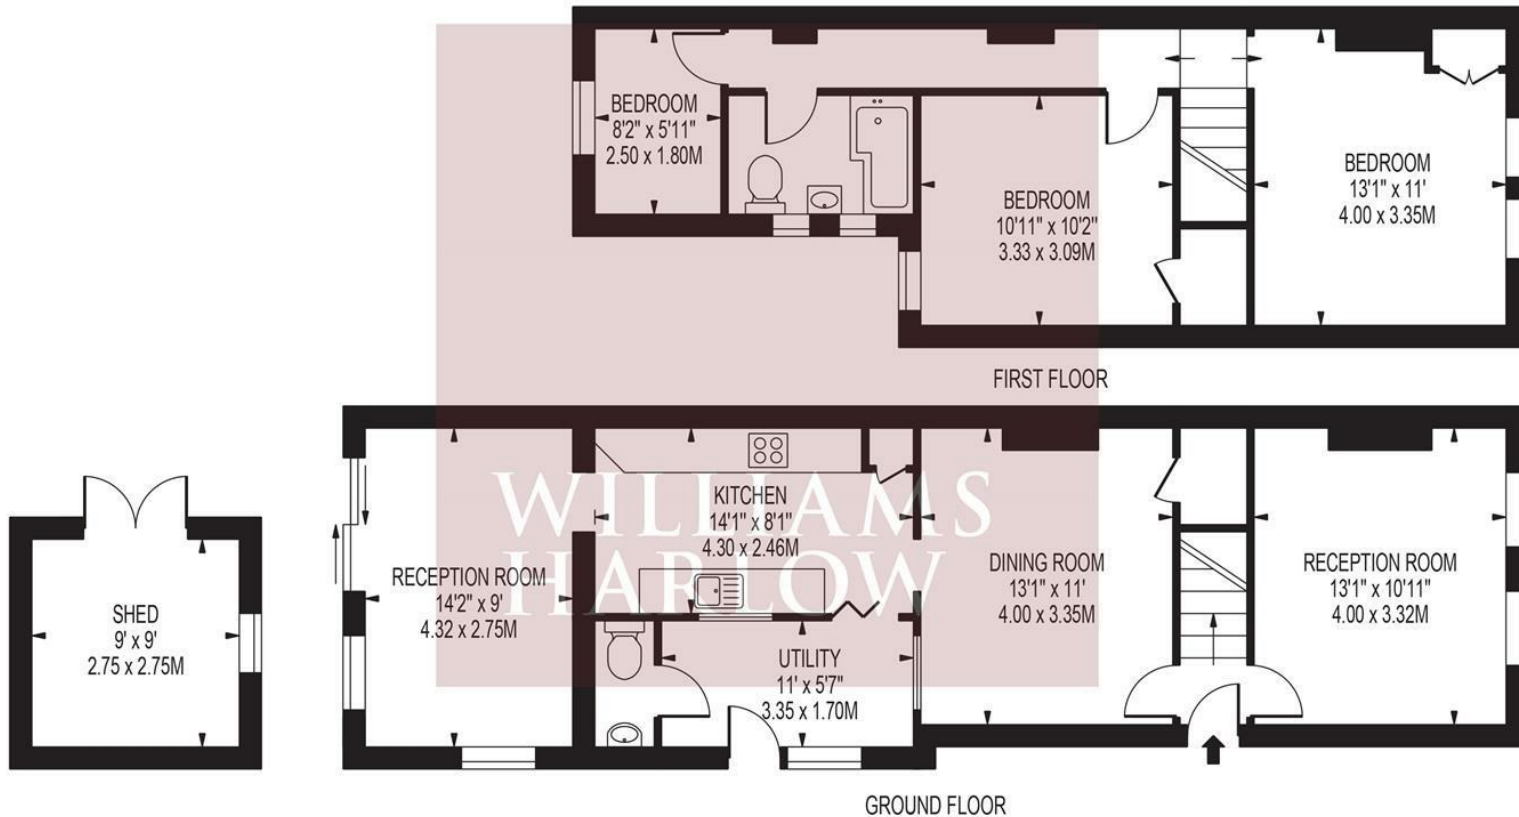 BEDROOM
8'2" x 5'11"
2.50 x 1.80M
BEDROOM
10'11" x 10'2"
3.33 x 3.09M
BEDROOM
13'1" x 11'
4.00 x 3.35M
FIRST FLOOR
SHED
9' x 9'
2.75 x 2.75M
RECEPTION ROOM
14'2" x 9'
4.32 x 2.75M
KITCHEN
14'1" x 8'1"
4.30 x 2.46M
UTILITY
11' x 5'7"
3.35 x 1.70M
DINING ROOM
13'1" x 11'
4.00 x 3.35M
RECEPTION ROOM
13'1" x 10'11"
4.00 x 3.32M
WILLIAMS
HARLOW
GROUND FLOOR